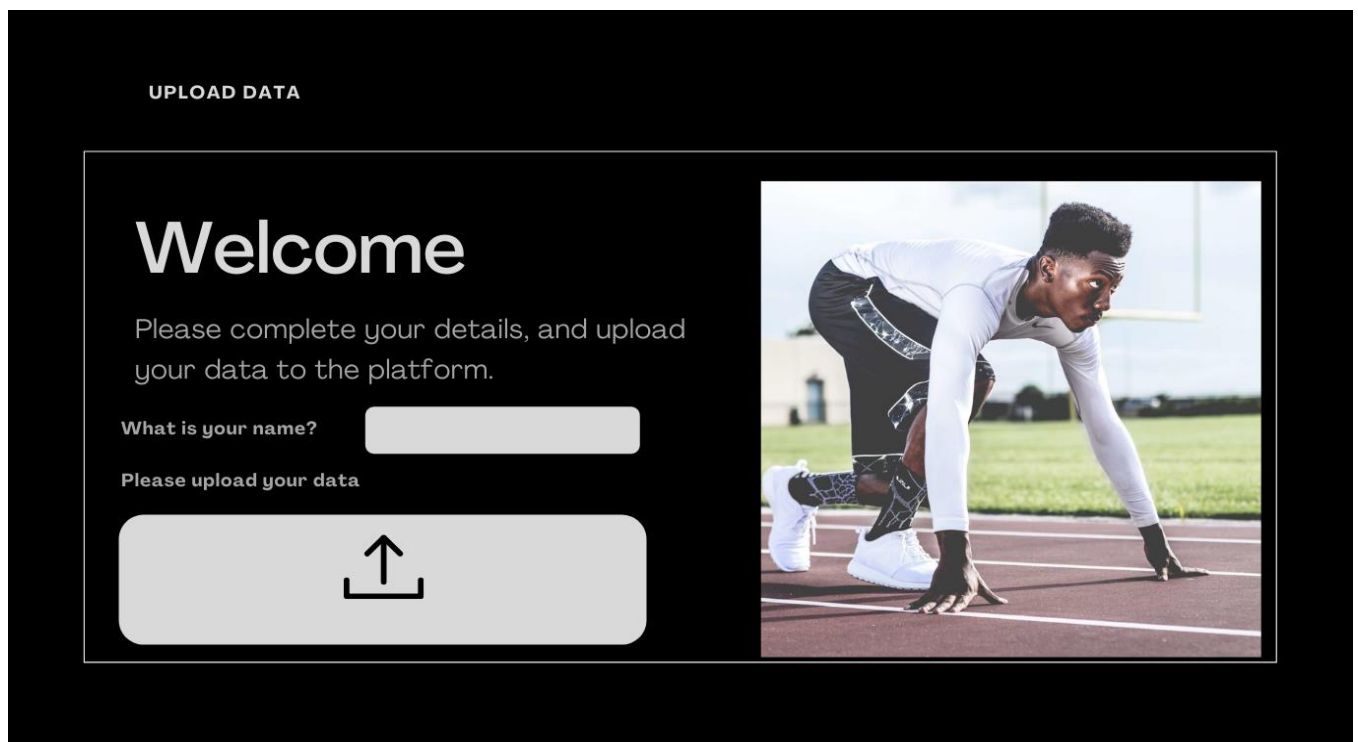 UPLOAD DATA
Welcome
Please complete your details, and upload
your data to the platform.
What is your name?
Please upload your data